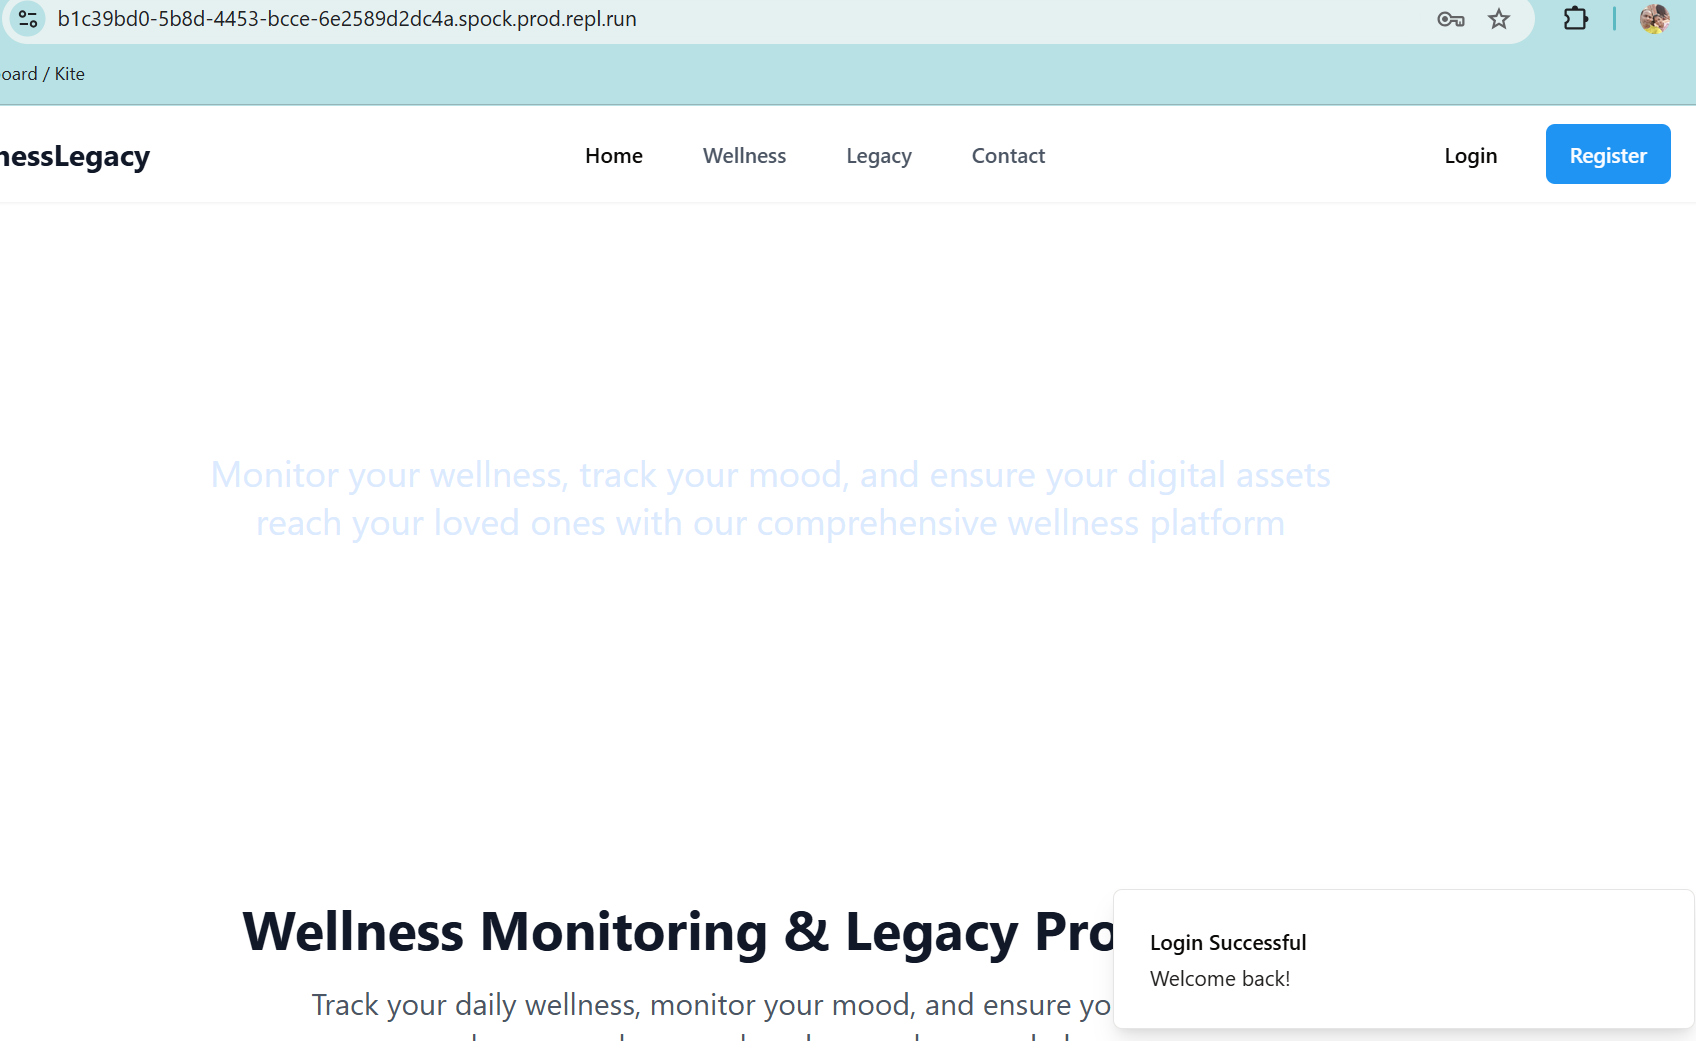 b1c39bd0-5b8d-4453-bcce-6e2589d2dc4a.spock.prod.repl.run
oard / Kite
nessLegacy
Home Wellness Legacy Contact Login Register
Monitor your wellness, track your mood, and ensure your digital assets
reach your loved ones with our comprehensive wellness platform
Wellness Monitoring & Legacy Pro
Track your daily wellness, monitor your mood, and ensure yo
Login Successful
Welcome back!